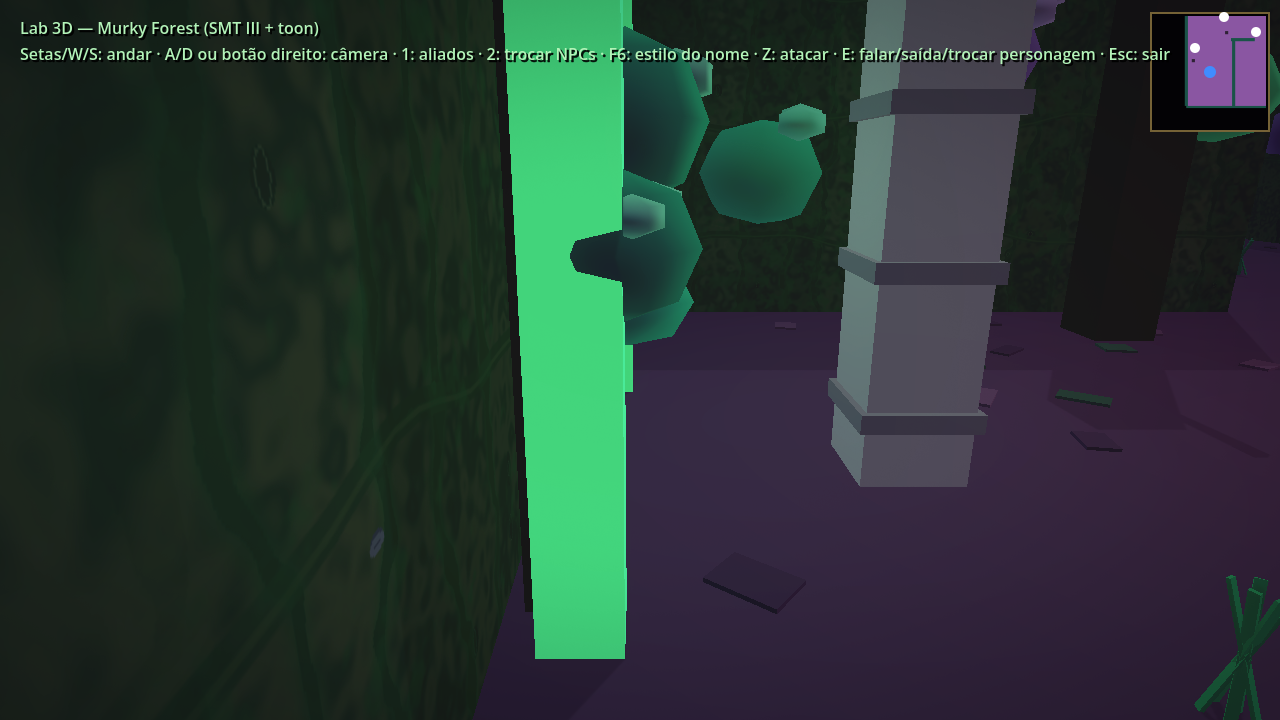 Lab 3D — Murky Forest (SMT III + toon)
Setas/W/S: andar · A/D ou botão direito: câmera · 1: aliados · 2: trocar NPCs · F6: estilo do nome · Z: atacar · E: falar/saída/trocar personagem · Esc: sair